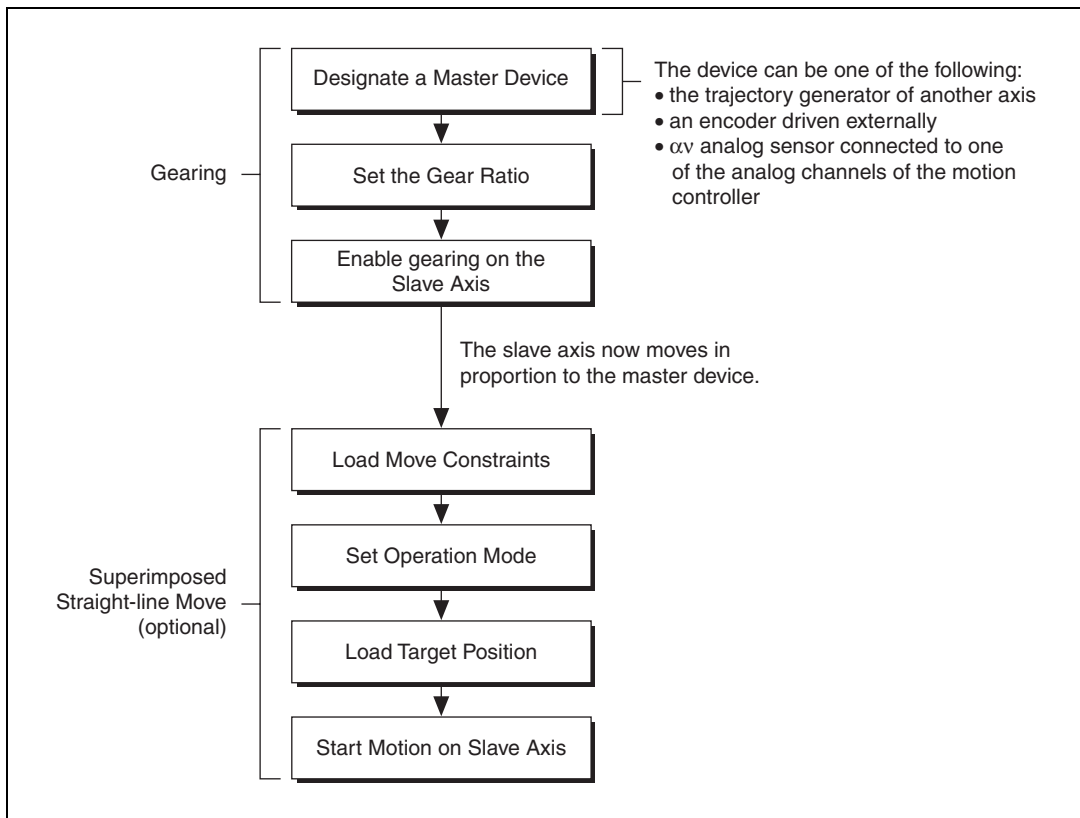 Designate a Master Device
The device can be one of the following:
• the trajectory generator of another axis
• an encoder driven externally
• αν analog sensor connected to one
of the analog channels of the motion
controller
Gearing
Set the Gear Ratio
Enable gearing on the
Slave Axis
The slave axis now moves in
proportion to the master device.
Load Move Constraints
Set Operation Mode
Superimposed
Straight-line Move
(optional)
Load Target Position
Start Motion on Slave Axis